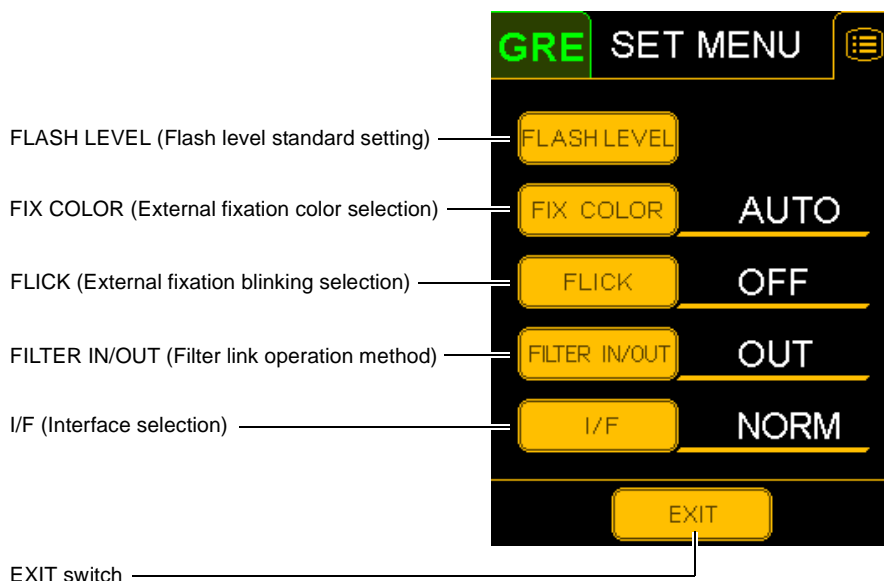 GRE SET MENU
FLASH LEVEL (Flash level standard setting) FLASH LEVEL
FIX COLOR (External fixation color selection) FIX COLOR AUTO
FLICK (External fixation blinking selection) FLICK OFF
FILTER IN/OUT (Filter link operation method) FILTER IN/OUT OUT
I/F (Interface selection) I/F NORM
EXIT
EXIT switch